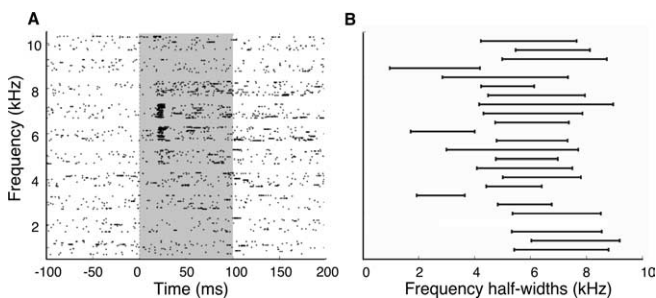 A
B
10
8
6
4
2
Frequency (kHz)
-100 -50 0 50 100 150 200
Time (ms)
0 2 4 6 8 10
Frequency half-widths (kHz)